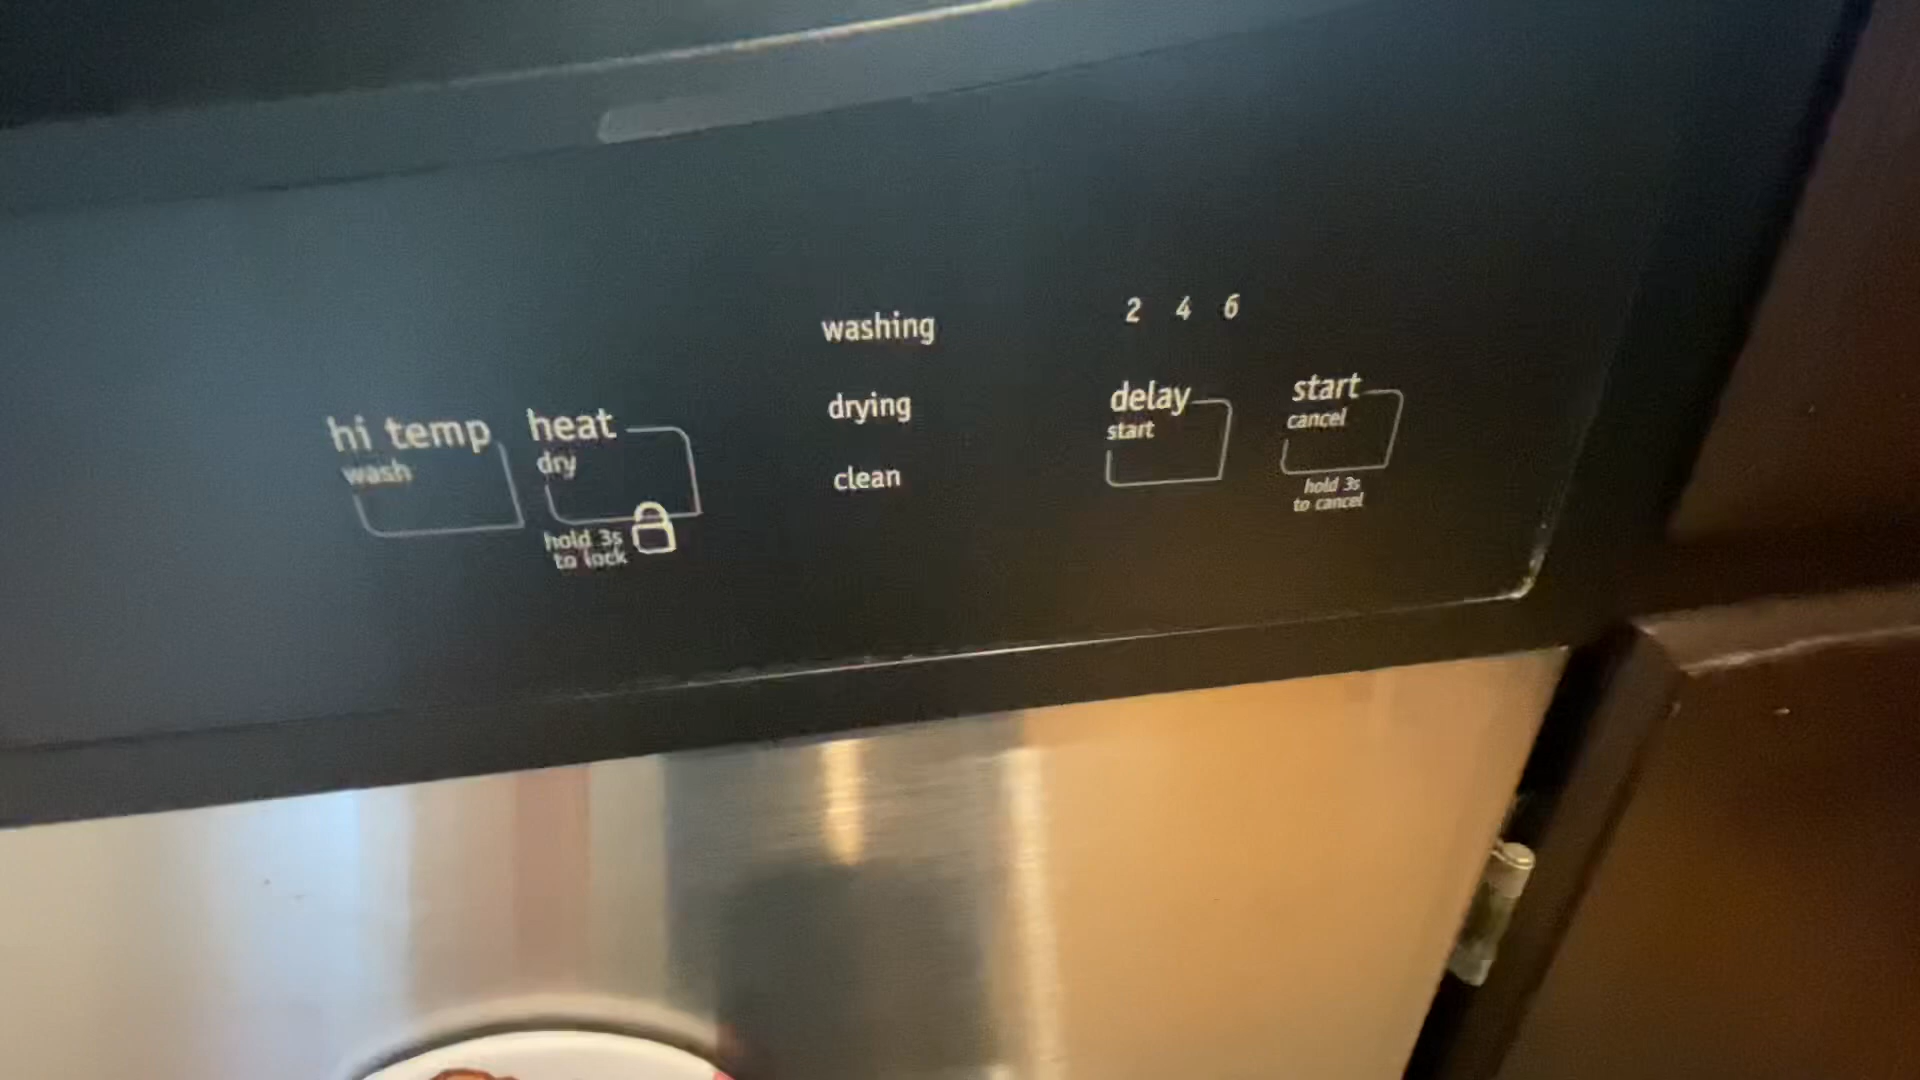 hi temp
wash
heat
dry
hold 3s
to lock
washing
drying
clean
2 4 6
delay
start
start
cancel
hold 3s
to cancel